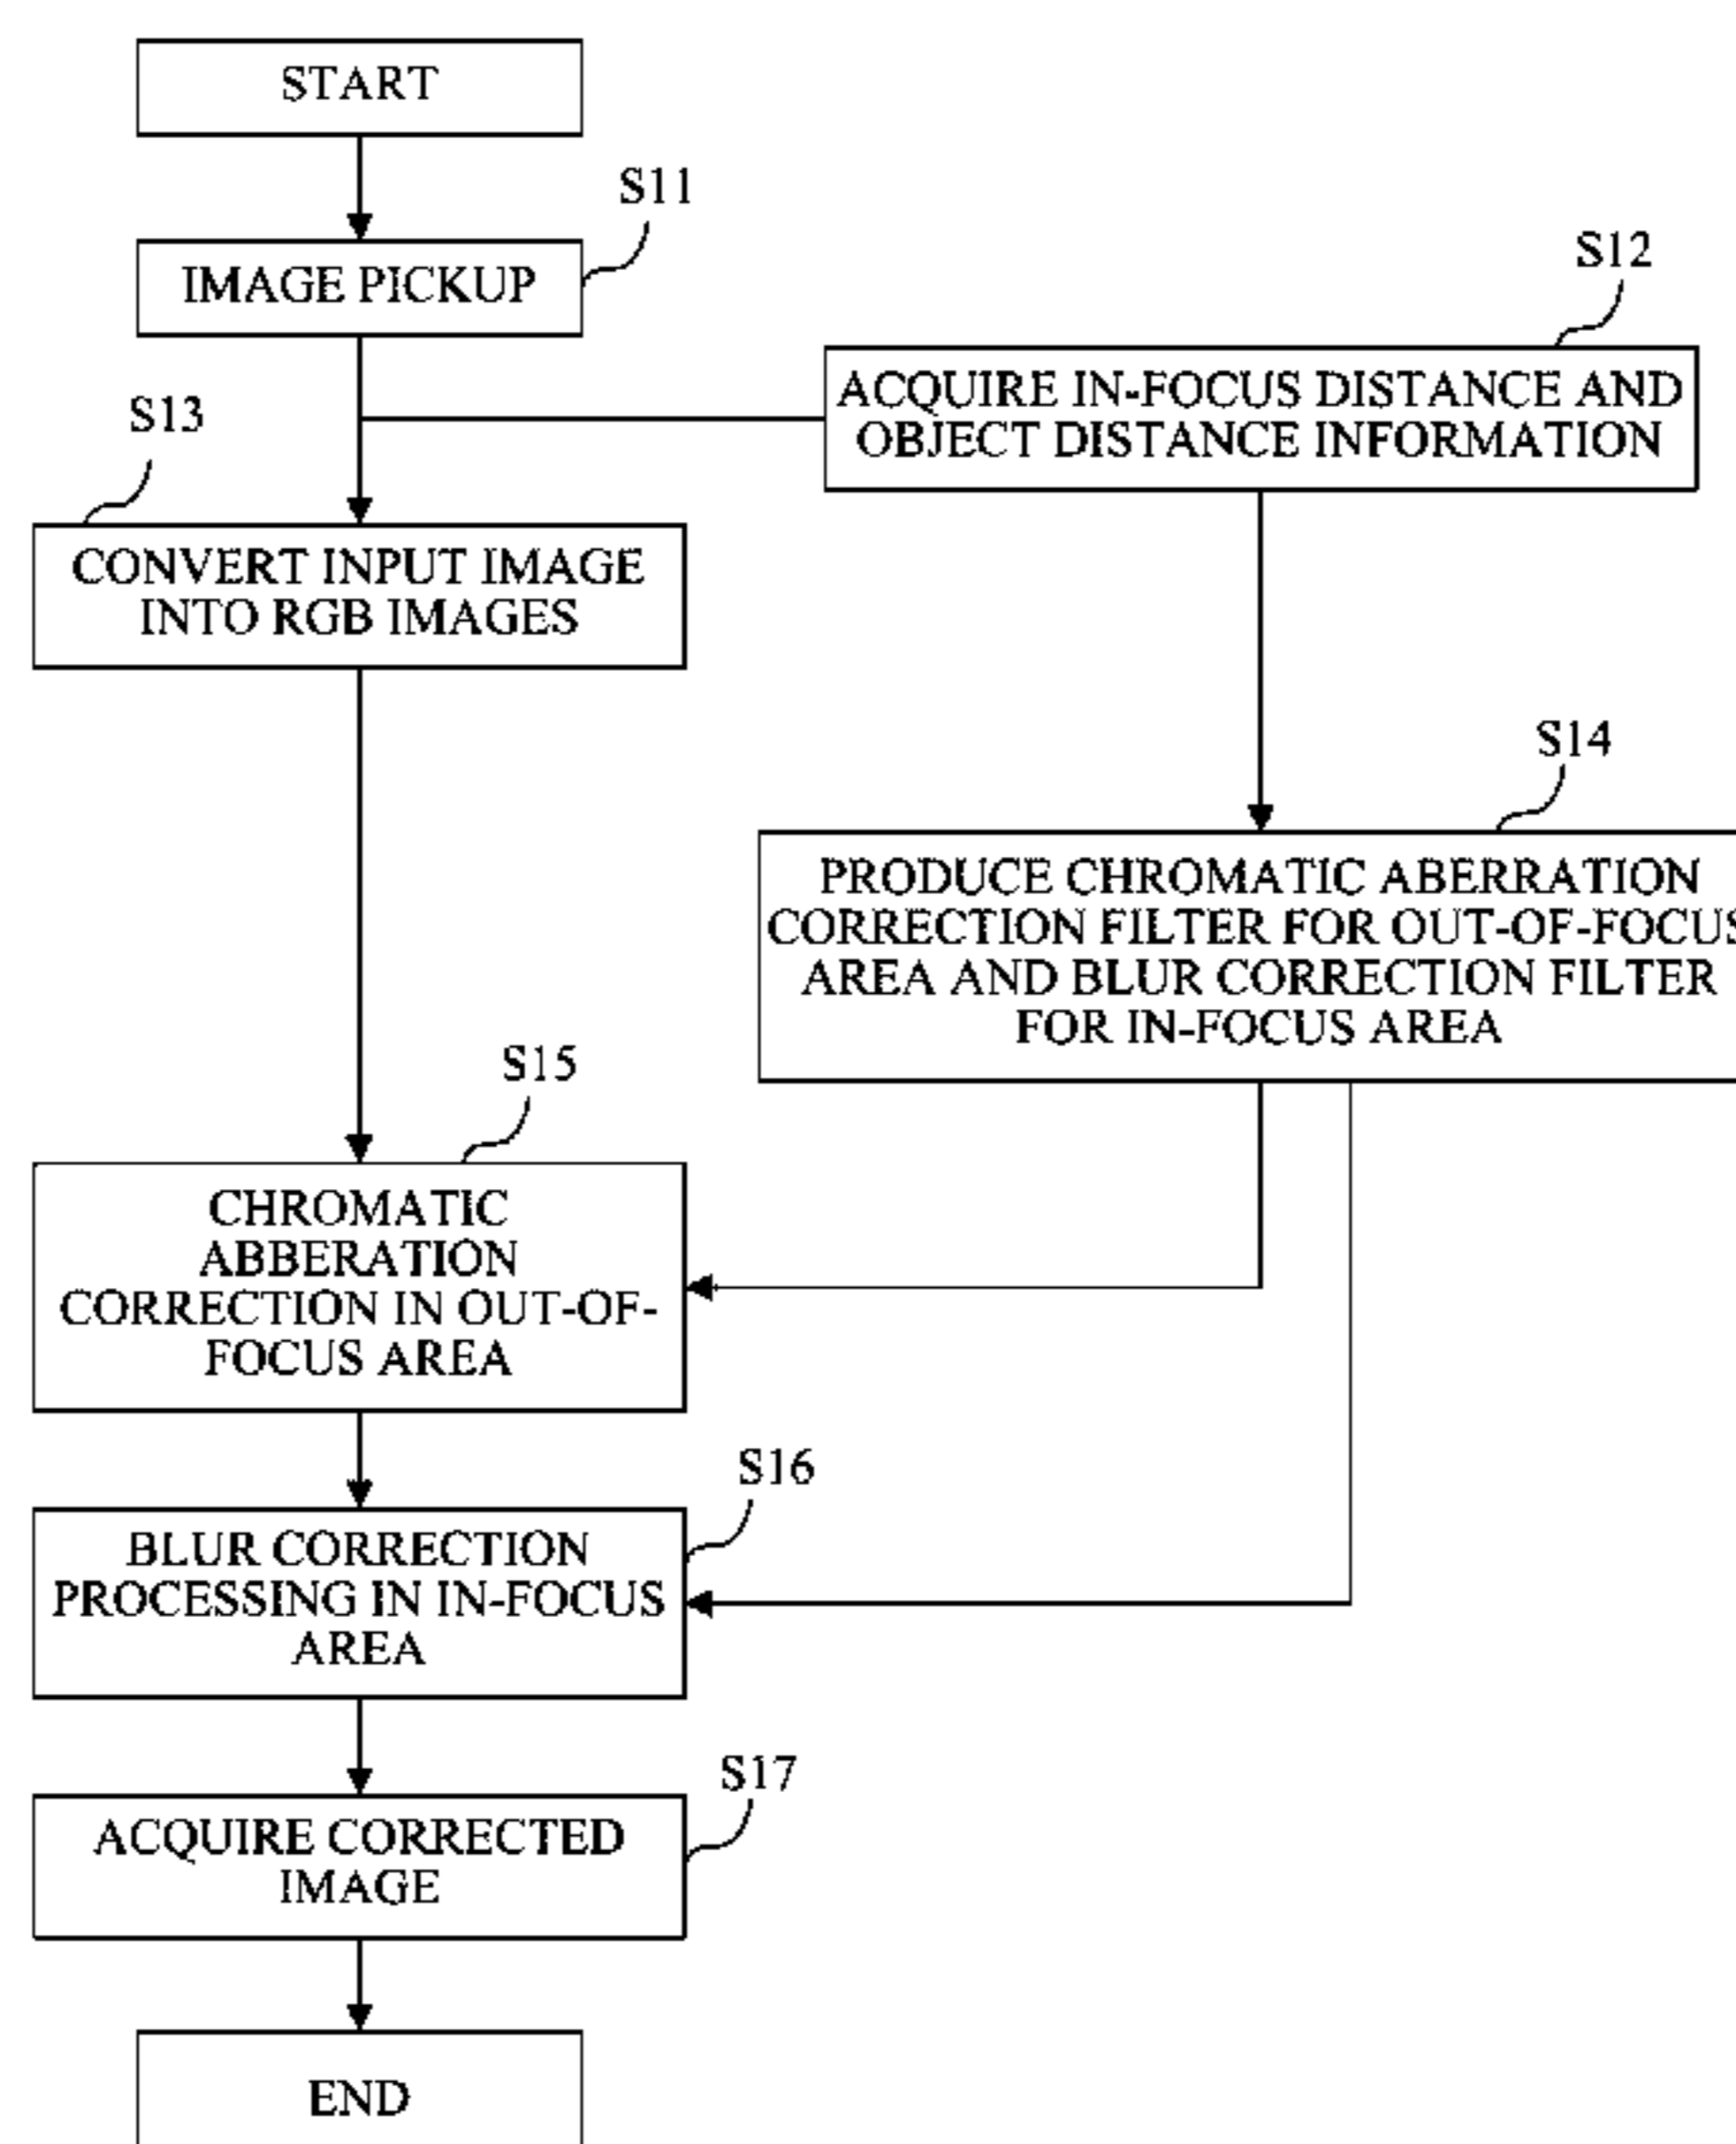 START
S11
IMAGE PICKUP
S12
ACQUIRE IN-FOCUS DISTANCE AND
OBJECT DISTANCE INFORMATION
S13
CONVERT INPUT IMAGE
INTO RGB IMAGES
S14
PRODUCE CHROMATIC ABERRATION
CORRECTION FILTER FOR OUT-OF-FOCUS
AREA AND BLUR CORRECTION FILTER
FOR IN-FOCUS AREA
S15
CHROMATIC
ABBERATION
CORRECTION IN OUT-OF-
FOCUS AREA
S16
BLUR CORRECTION
PROCESSING IN IN-FOCUS
AREA
S17
ACQUIRE CORRECTED
IMAGE
END